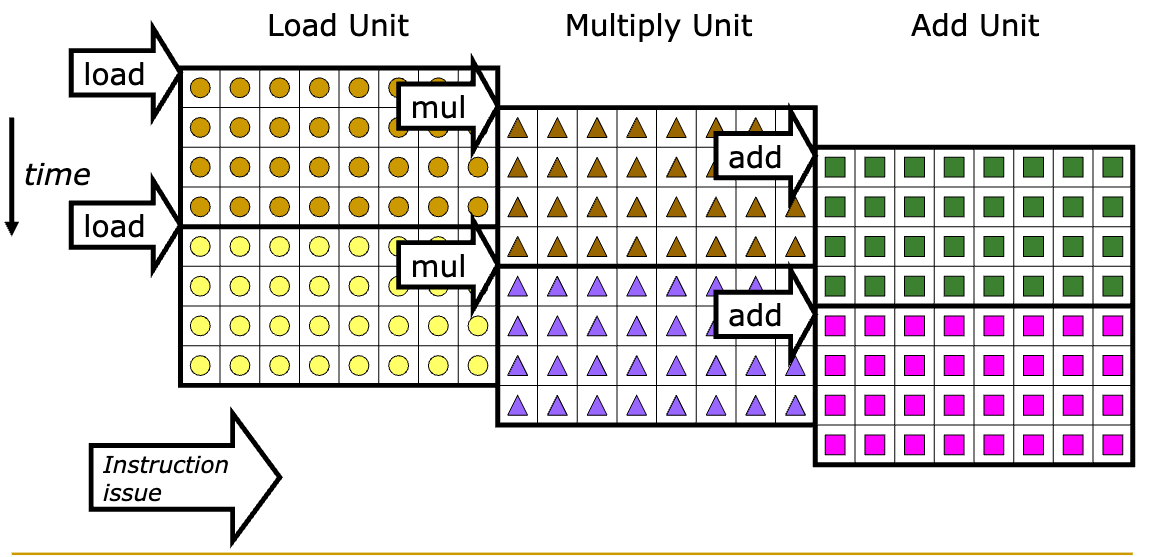 Load Unit
Multiply Unit
Add Unit
load
mul
add
time
load
mul
add
Instruction
issue